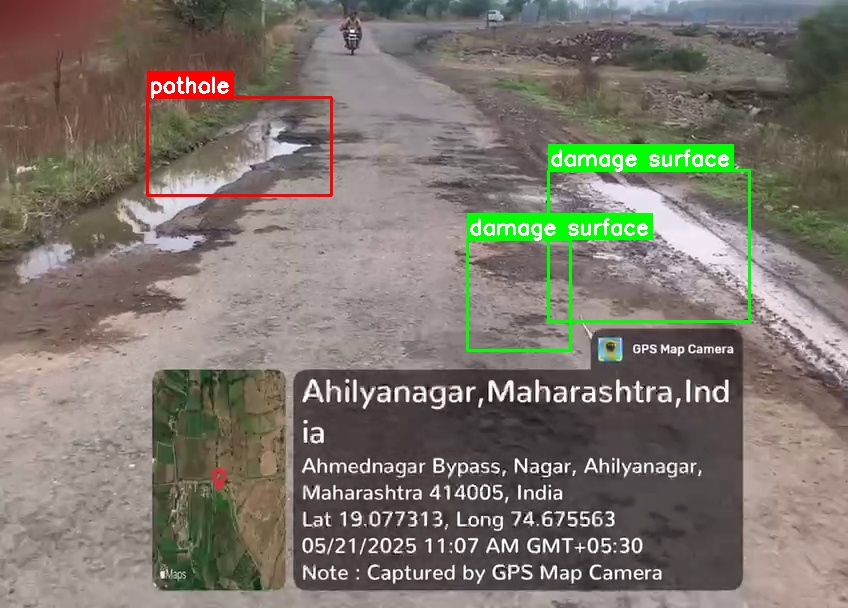 pothole
damage surface
damage surface
GPS Map Camera
Ahilyanagar,Maharashtra,Ind
ia
Ahmednagar Bypass, Nagar, Ahilyanagar,
Maharashtra 414005, India
Lat 19.077313, Long 74.675563
05/21/2025 11:07 AM GMT+05:30
Note : Captured by GPS Map Camera
Maps